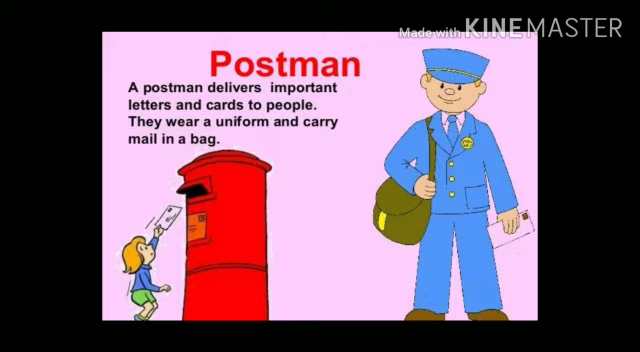 Made with KINEMASTER
Postman
A postman delivers important
letters and cards to people.
They wear a uniform and carry
mail in a bag.